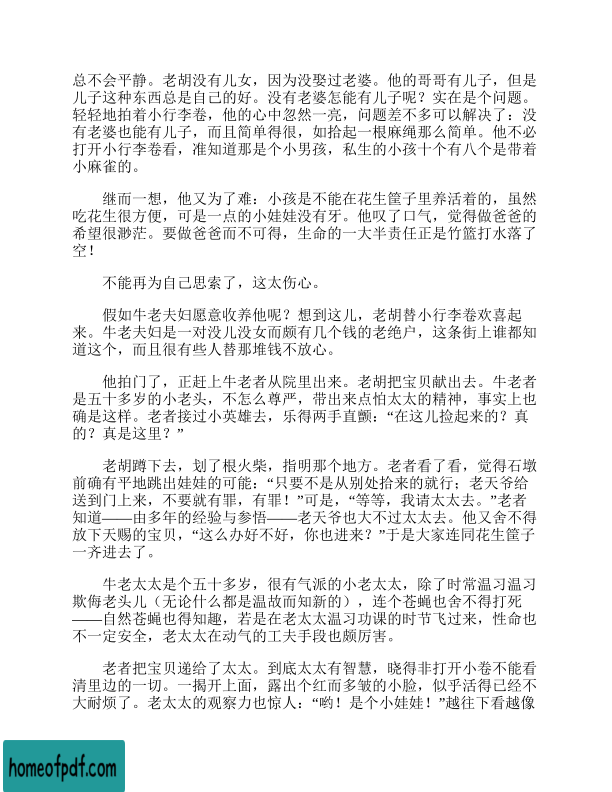 总不会平静。老胡没有儿女，因为没娶过老婆。他的哥哥有儿子，但是
儿子这种东西总是自己的好。没有老婆怎能有儿子呢？实在是个问题。
轻轻地拍着小行李卷，他的心中忽然一亮，问题差不多可以解决了：没
有老婆也能有儿子，而且简单得很，如拾起一根麻绳那么简单。他不必
打开小行李卷看，准知道那是个小男孩，私生的小孩十个有八个是带着
小麻雀的。
继而一想，他又为了难：小孩是不能在花生筐子里养活着的，虽然
吃花生很方便，可是一点的小娃娃没有牙。他叹了口气，觉得做爸爸的
希望很渺茫。要做爸爸而不可得，生命的一大半责任正是竹篮打水落了
空！
不能再为自己思索了，这太伤心。
假如牛老夫妇愿意收养他呢？想到这儿，老胡替小行李卷欢喜起
来。牛老夫妇是一对没儿没女而颇有几个钱的老绝户，这条街上谁都知
道这个，而且很有些人替那堆钱不放心。
他拍门了，正赶上牛老者从院里出来。老胡把宝贝献出去。牛老者
是五十多岁的小老头，不怎么尊严，带出来点怕太太的精神，事实上也
确是这样。老者接过小英雄去，乐得两手直颤：“在这儿捡起来的？真
的？真是这里？”
老胡蹲下去，划了根火柴，指明那个地方。老者看了看，觉得石墩
前确有平地跳出娃娃的可能：“只要不是从别处拾来的就行；老天爷给
送到门上来，不要就有罪，有罪！”可是，“等等，我请太太去。”老者
知道——由多年的经验与参悟——老天爷也大不过太太去。他又舍不得
放下天赐的宝贝，“这么办好不好，你也进来？”于是大家连同花生筐子
一齐进去了。
牛老太太是个五十多岁，很有气派的小老太太，除了时常温习温习
欺侮老头儿（无论什么都是温故而知新的），连个苍蝇也舍不得打死
——自然苍蝇也得知趣，若是在老太太温习功课的时节飞过来，性命也
不一定安全，老太太在动气的工夫手段也颇厉害。
老者把宝贝递给了太太。到底太太有智慧，晓得非打开小卷不能看
清里边的一切。一揭开上面，露出个红而多皱的小脸，似乎活得已经不
大耐烦了。老太太的观察力也惊人：“哟！是个小娃娃！”越往下看越像
homeofpdf.com